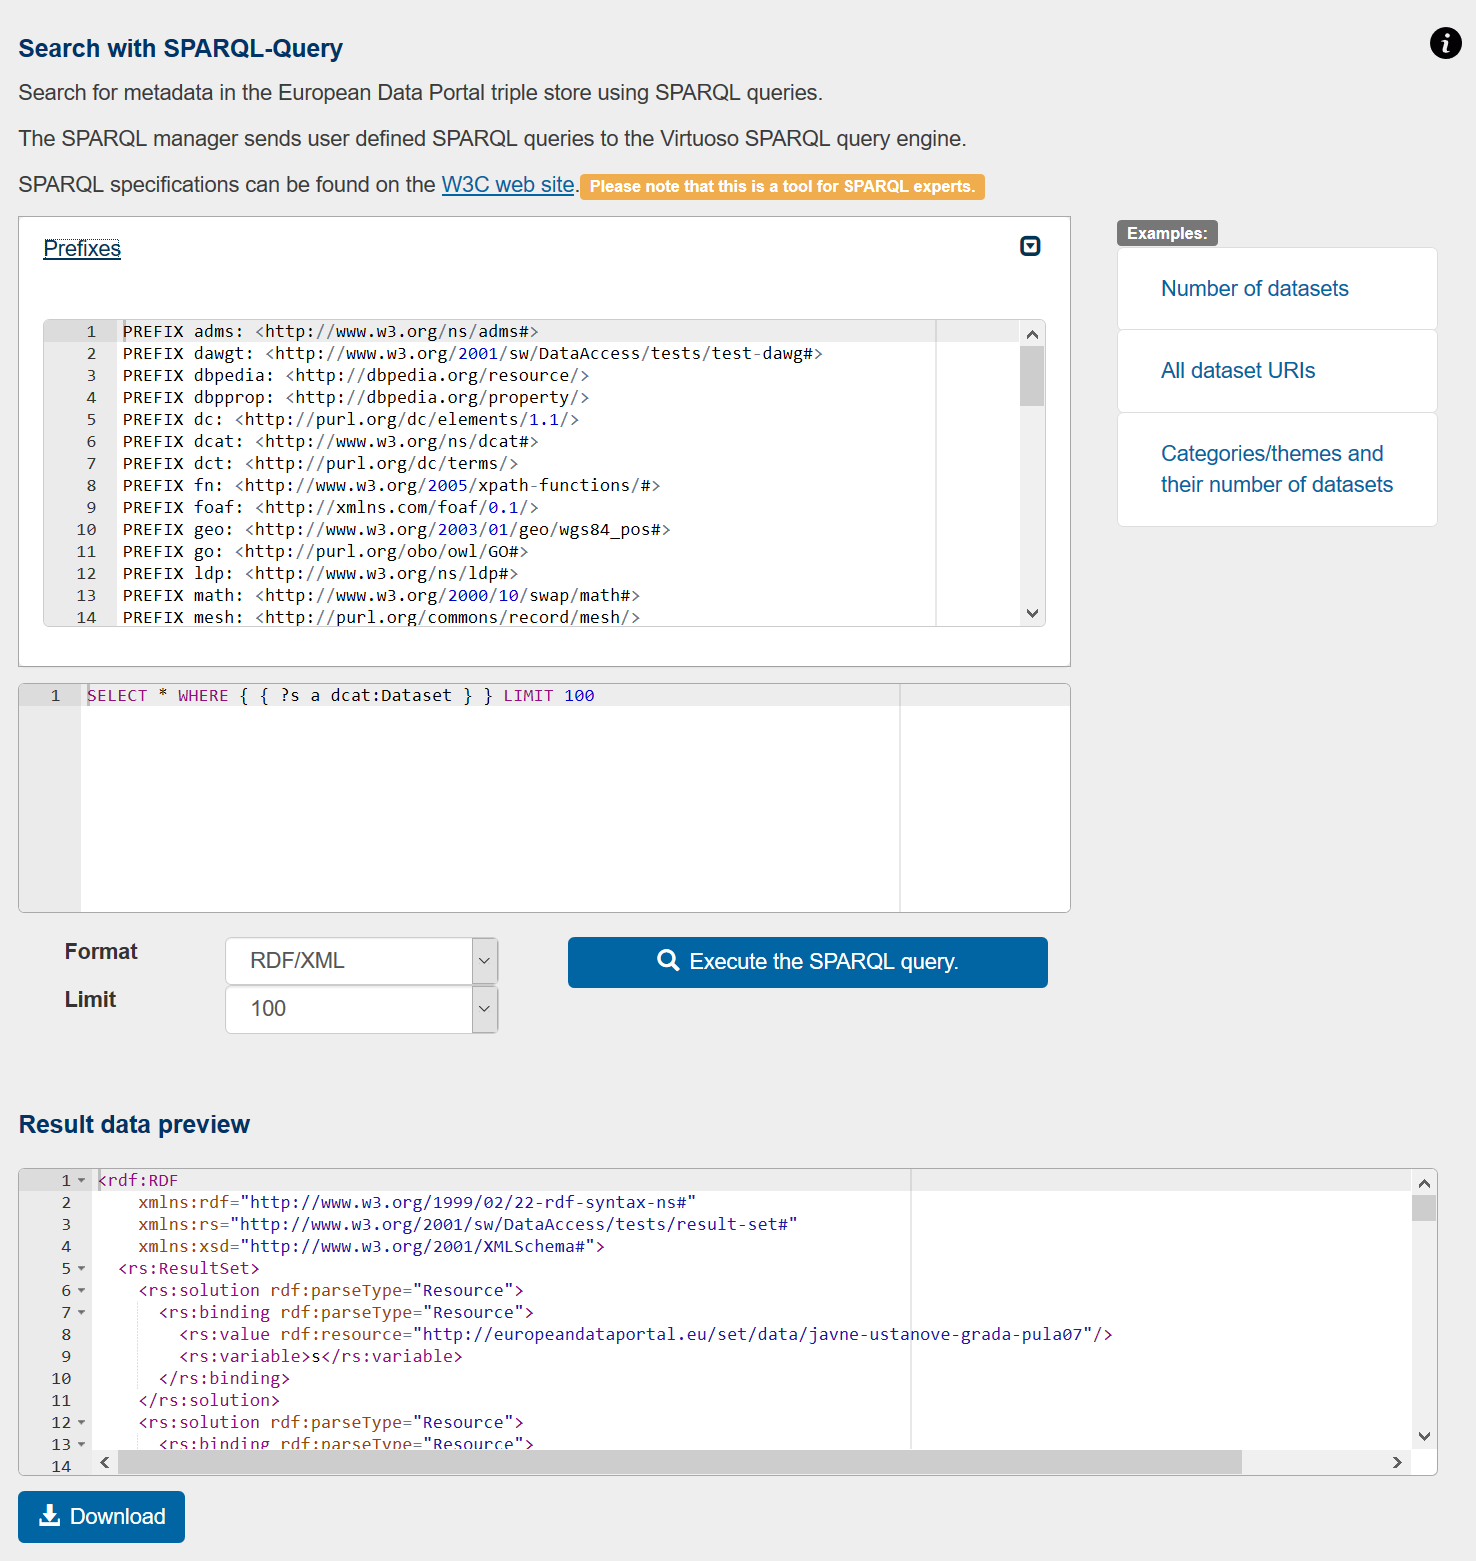 Search with SPARQL-Query
Search for metadata in the European Data Portal triple store using SPARQL queries.
The SPARQL manager sends user defined SPARQL queries to the Virtuoso SPARQL query engine.
SPARQL specifications can be found on the W3C web site. Please note that this is a tool for SPARQL experts.
Prefixes
1 PREFIX adms: <http://www.w3.org/ns/adms#>
2 PREFIX dawgt: <http://www.w3.org/2001/sw/DataAccess/tests/test-dawg#>
3 PREFIX dbpedia: <http://dbpedia.org/resource/>
4 PREFIX dbpprop: <http://dbpedia.org/property/>
5 PREFIX dc: <http://purl.org/dc/elements/1.1/>
6 PREFIX dcat: <http://www.w3.org/ns/dcat#>
7 PREFIX dct: <http://purl.org/dc/terms/>
8 PREFIX fn: <http://www.w3.org/2005/xpath-functions/#>
9 PREFIX foaf: <http://xmlns.com/foaf/0.1/>
10 PREFIX geo: <http://www.w3.org/2003/01/geo/wgs84_pos#>
11 PREFIX go: <http://purl.org/obo/owl/GO#>
12 PREFIX ldp: <http://www.w3.org/ns/ldp#>
13 PREFIX math: <http://www.w3.org/2000/10/swap/math#>
14 PREFIX mesh: <http://purl.org/commons/record/mesh/>
Examples:
Number of datasets
All dataset URIs
Categories/themes and
their number of datasets
1 SELECT * WHERE { { ?s a dcat:Dataset } } LIMIT 100
Format
RDF/XML
Execute the SPARQL query.
Limit
100
Result data preview
1 <rdf:RDF
2 xmlns:rdf="http://www.w3.org/1999/02/22-rdf-syntax-ns#"
3 xmlns:rs="http://www.w3.org/2001/sw/DataAccess/tests/result-set#"
4 xmlns:xsd="http://www.w3.org/2001/XMLSchema#">
5 <rs:ResultSet>
6 <rs:solution rdf:parseType="Resource">
7 <rs:binding rdf:parseType="Resource">
8 <rs:value rdf:resource="http://europeandataportal.eu/set/data/javne-ustanove-grada-pula07"/>
9 <rs:variable>s</rs:variable>
10 </rs:binding>
11 </rs:solution>
12 <rs:solution rdf:parseType="Resource">
13 <rs:binding rdf:parseType="Resource">
14
Download